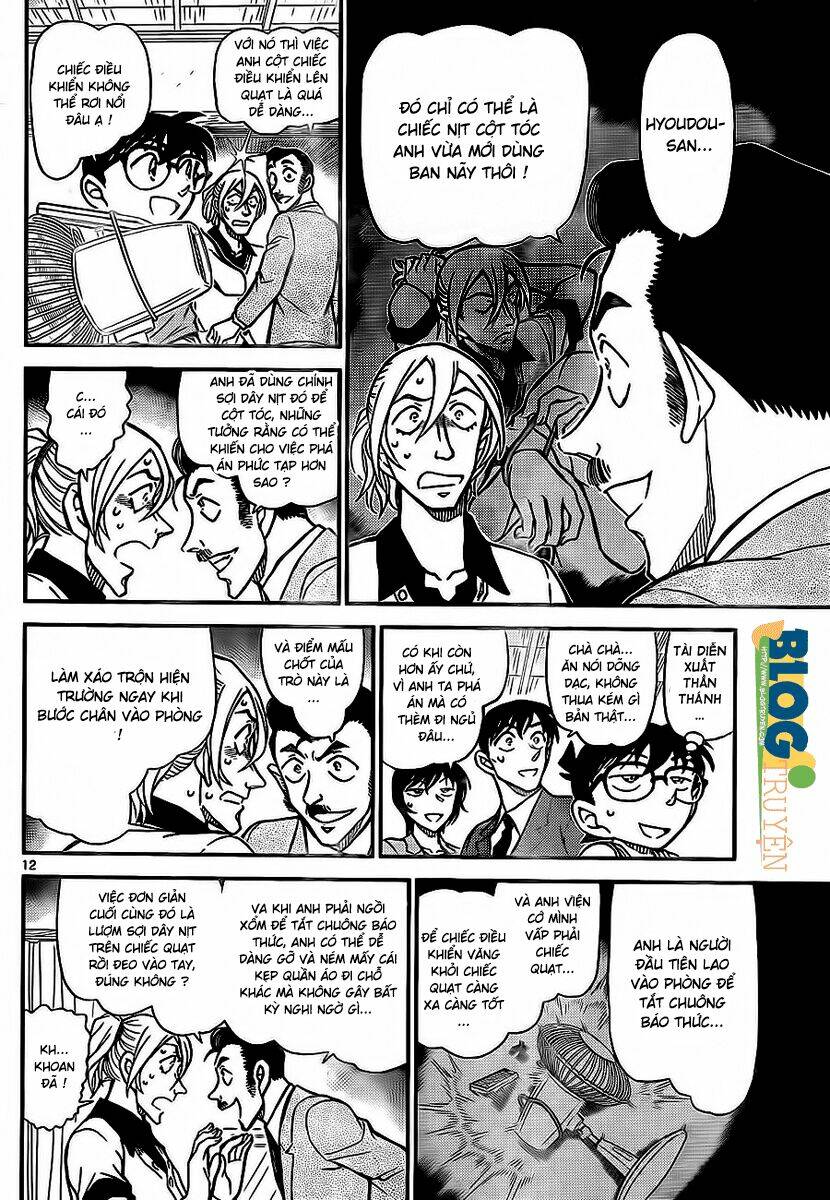 HYOUDOU-
SAN...
ĐÓ CHỈ CÓ THỂ LÀ
CHIẾC NỊT CỘT TÓC
ANH VỪA MỚI DÙNG
BAN NÃY THÔI !
VỚI NÓ THÌ VIỆC
ANH CỘT CHIẾC
ĐIỀU KHIỂN LÊN
QUẠT LÀ QUÁ
DỄ DÀNG...
CHIẾC ĐIỀU
KHIỂN KHÔNG
THỂ RƠI NỔI
ĐÂU Ạ !
ANH ĐÃ DÙNG CHÍNH
SỢI DÂY NỊT ĐÓ ĐỂ
CỘT TÓC, NHỮNG
TƯỞNG RẰNG CÓ THỂ
KHIẾN CHO VIỆC PHÁ
ÁN PHỨC TẠP HƠN
SAO ?
C...
CÁI ĐÓ
...
TÀI DIỄN
XUẤT
THẦN
THÁNH
...
CHÀ CHÀ...
ĂN NÓI DÕNG
DẠC, KHÔNG
THUA KÉM GÌ
BẢN THẬT...
CÓ KHI CÒN
HƠN ẤY CHỨ,
VÌ ANH TA PHÁ
ÁN MÀ CÓ
THÈM ĐI NGỦ
ĐÂU...
VÀ ĐIỂM MẤU
CHỐT CỦA
TRÒ NÀY LÀ
...
LÀM XÁO TRỘN HIỆN
TRƯỜNG NGAY KHI
BƯỚC CHÂN VÀO PHÒNG
!
BLOG
TRUYỆN
12
ANH LÀ NGƯỜI
ĐẦU TIÊN LAO
VÀO PHÒNG ĐỂ
TẮT CHUÔNG
BÁO THỨC...
VÀ ANH VIỆN
CỚ MÌNH
VẤP PHẢI
CHIẾC
QUẠT...
ĐỂ CHIẾC ĐIỀU
KHIỂN VĂNG
KHỎI CHIẾC QUẠT
CÀNG XA CÀNG TỐT
...
VA KHI ANH PHẢI NGỒI
XỔM ĐỂ TẮT CHUÔNG BÁO
THỨC, ANH CÓ THỂ DỄ
DÀNG GỠ VÀ NÉM MẤY CÁI
KẸP QUẦN ÁO ĐI CHỖ
KHÁC MÀ KHÔNG GÂY BẤT
KỲ NGHI NGỜ GÌ...
VIỆC ĐƠN GIẢN
CUỐI CÙNG ĐÓ LÀ
LƯỢM SỢI DÂY NỊT
TRÊN CHIẾC QUẠT
RỒI ĐEO VÀO TAY,
ĐÚNG KHÔNG ?
KH...
KHOAN
ĐÃ !